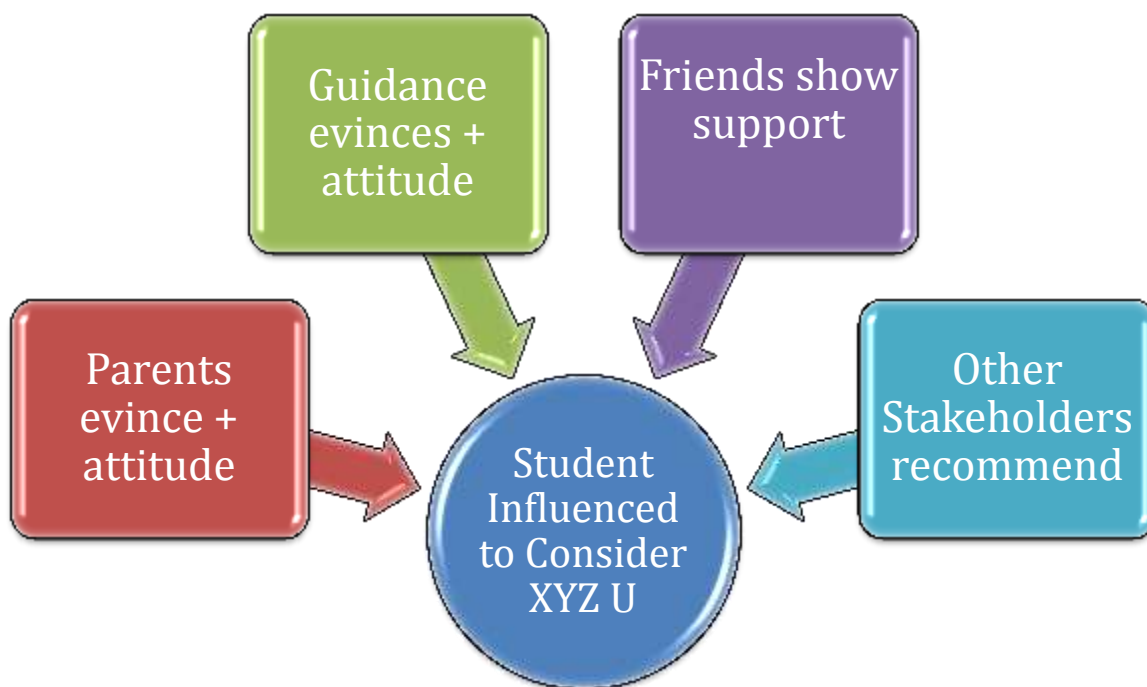 Guidance
evinces +
attitude
Friends show
support
Parents
evince +
attitude
Other
Stakeholders
recommend
Student
Influenced
to Consider
XYZ U